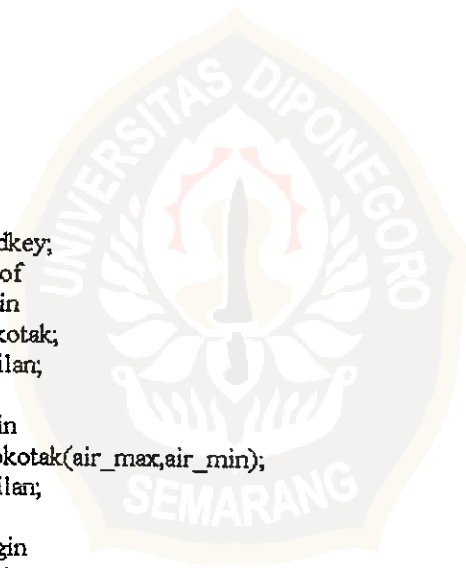 UNIVERSITAS DIPONEGORO
dkey;
of
in
kotak;
ilan;
in
okotak(air_max,air_min);
ilan;
SEMARANG
gin